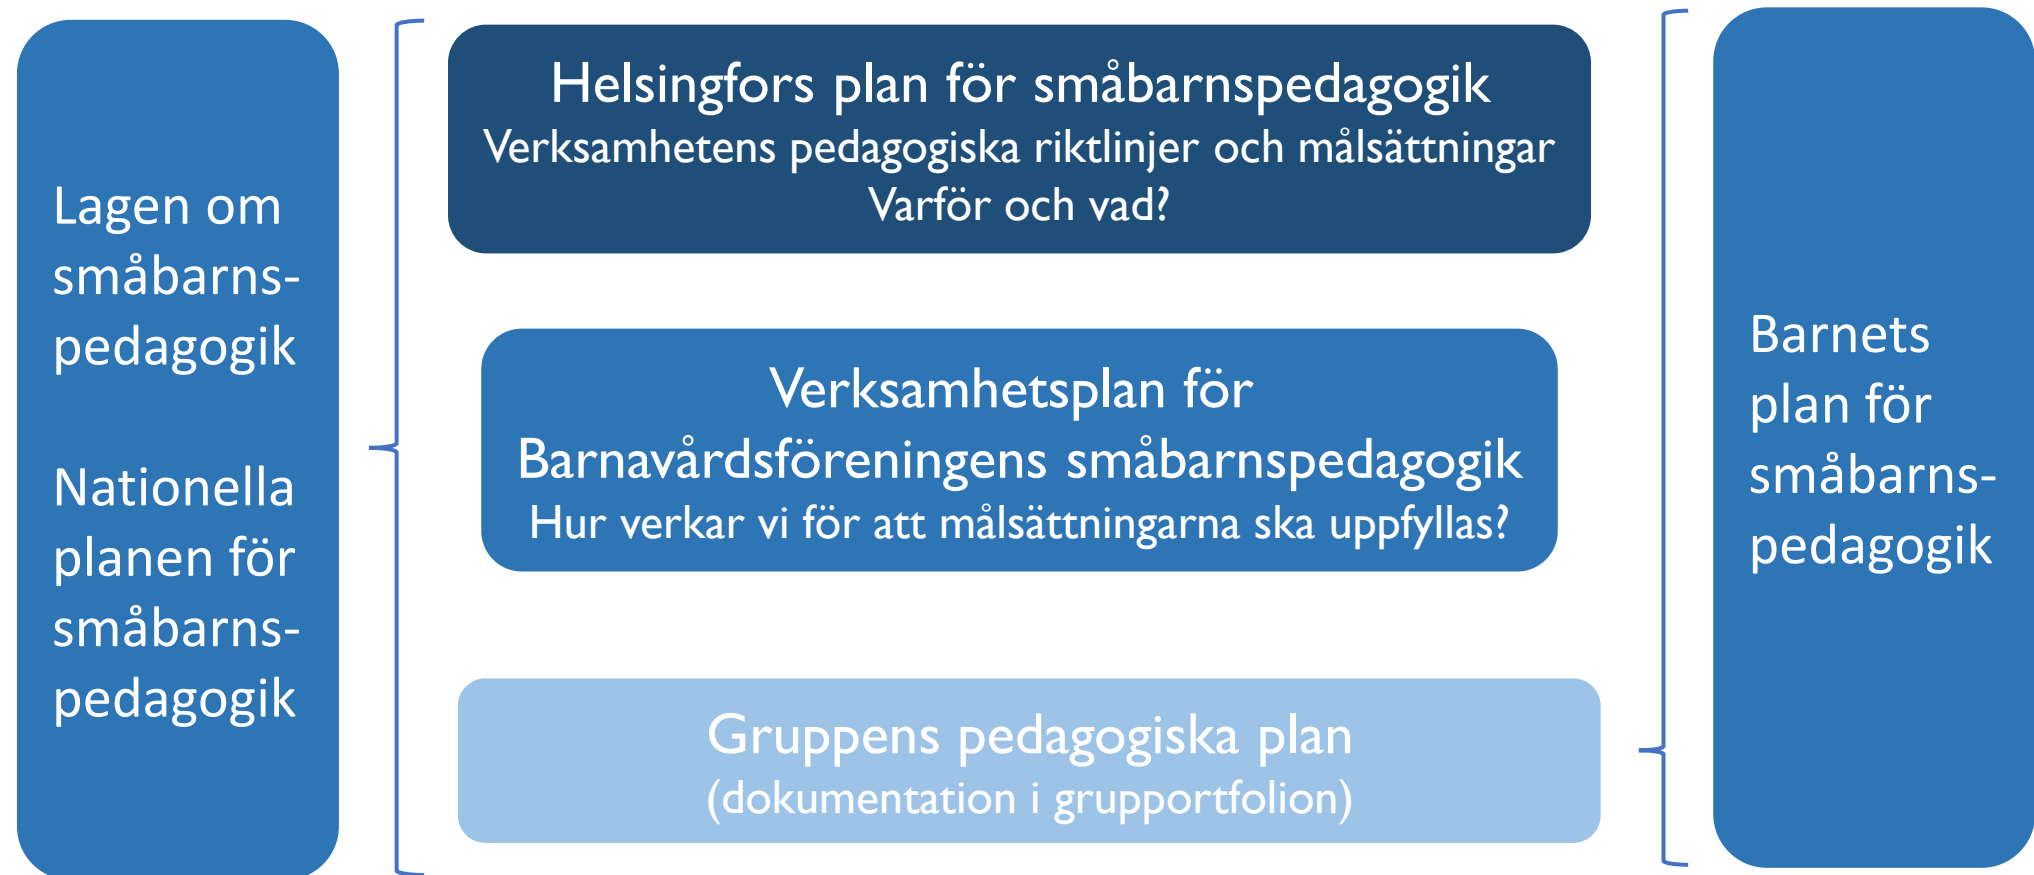 Lagen om
småbarns-
pedagogik
Nationella
planen för
småbarns-
pedagogik
Helsingfors plan för småbarnspedagogik
Verksamhetens pedagogiska riktlinjer och målsättningar
Varför och vad?
Verksamhetsplan för
Barnavårdsföreningens småbarnspedagogik
Hur verkar vi för att målsättningarna ska uppfyllas?
Gruppens pedagogiska plan
(dokumentation i grupportfolion)
Barnets
plan för
småbarns-
pedagogik